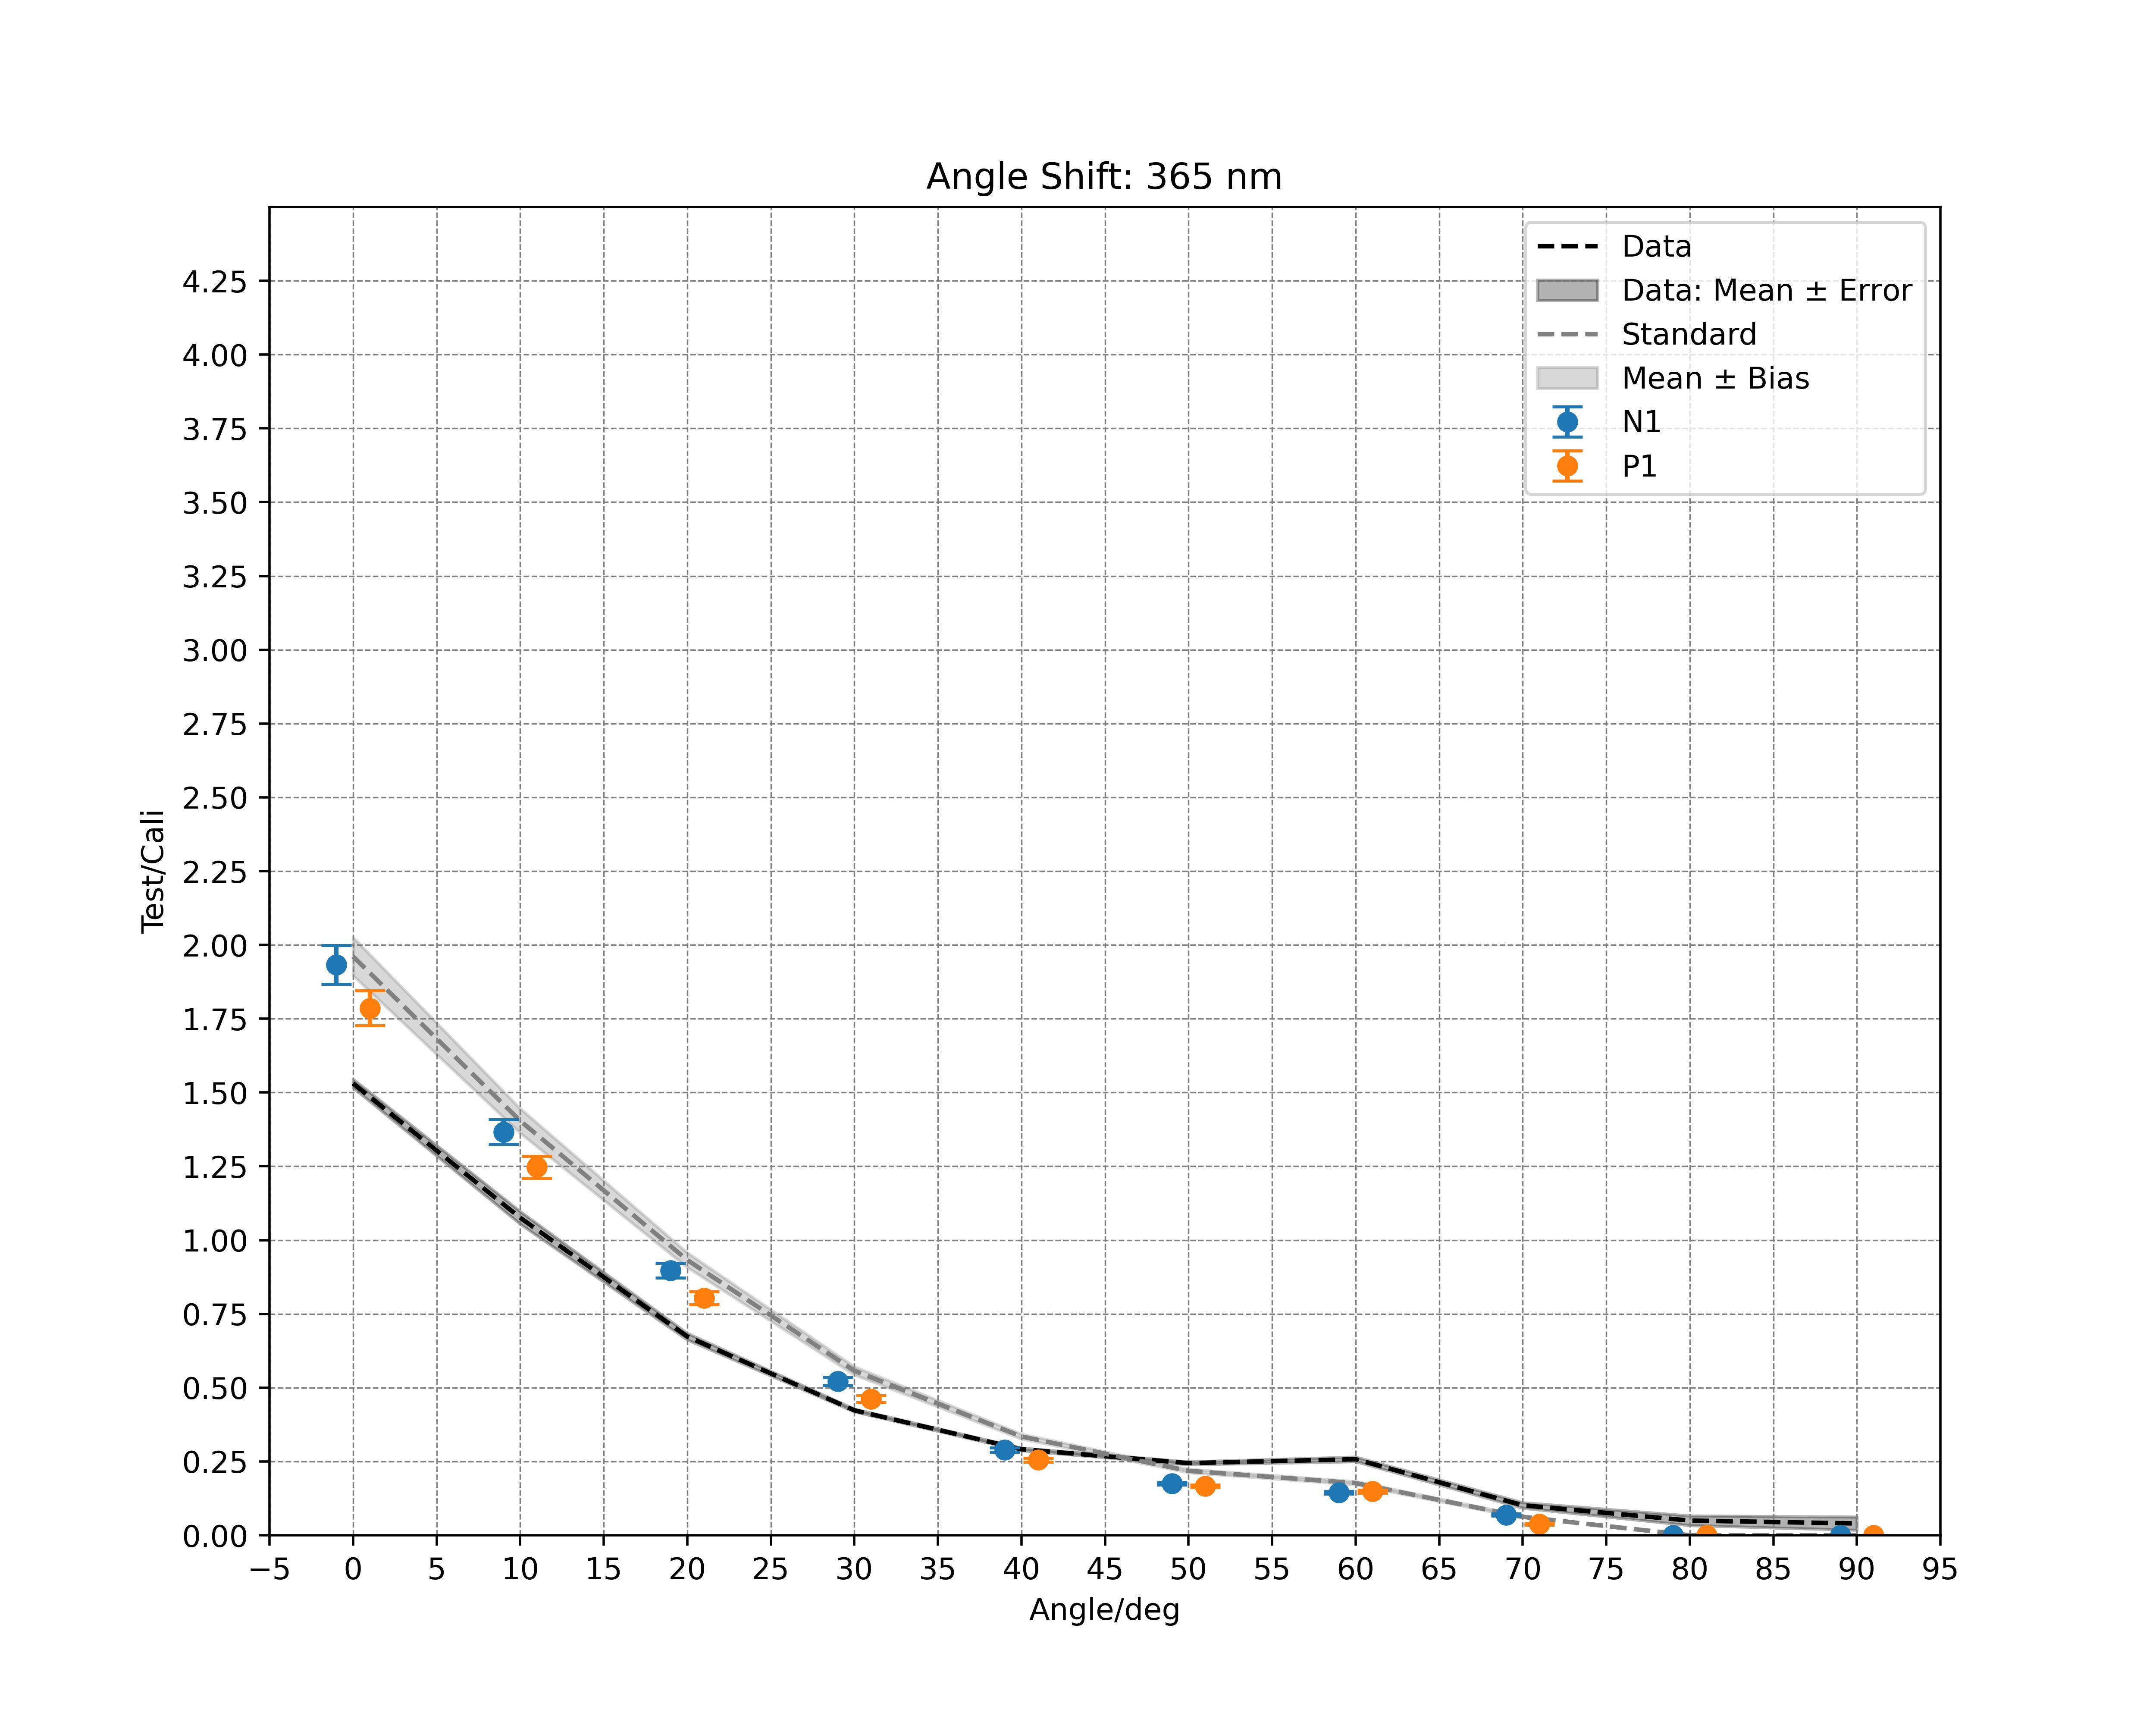 Angle Shift: 365 nm
Data
Data: Mean ± Error
Standard
Mean ± Bias
N1
P1
4.25
4.00
3.75
3.50
3.25
3.00
2.75
2.50
2.25
2.00
1.75
1.50
1.25
1.00
0.75
0.50
0.25
0.00
Test/Cali
−5 0 5 10 15 20 25 30 35 40 45 50 55 60 65 70 75 80 85 90 95
Angle/deg